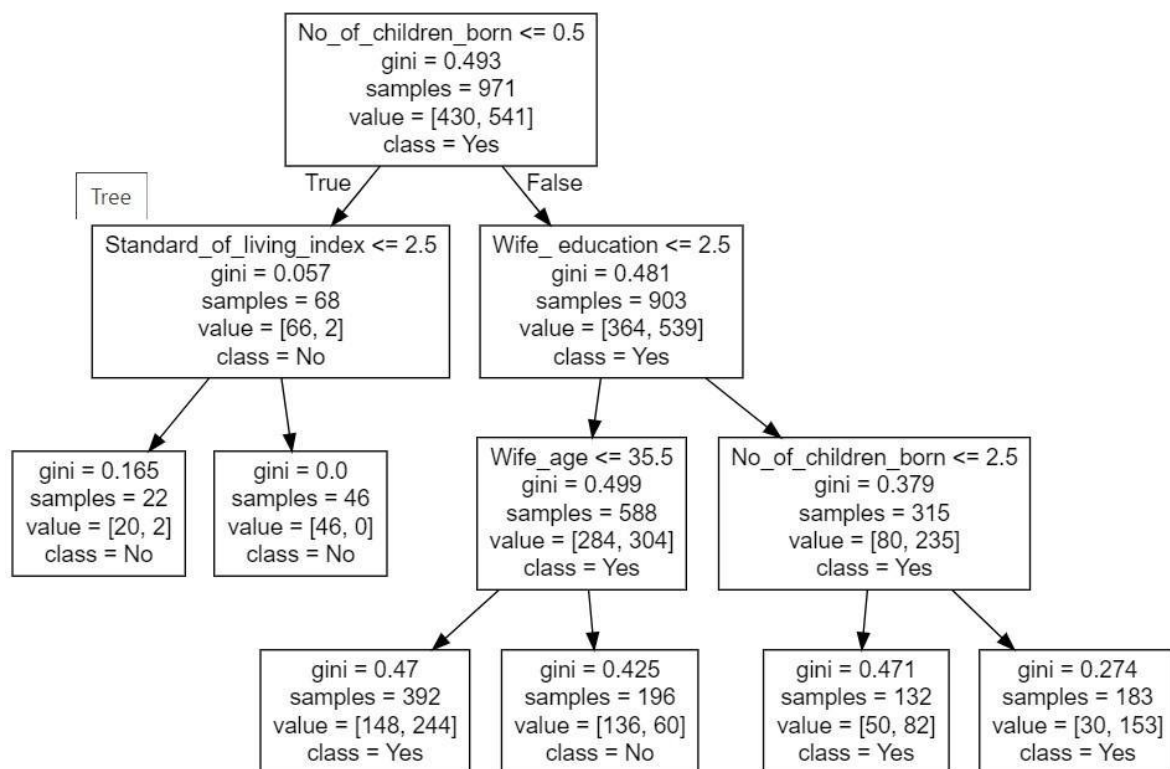 No_of_children_born <= 0.5
gini = 0.493
samples = 971
value = [430, 541]
class = Yes
True
False
Tree
Standard_of_living_index <= 2.5
gini = 0.057
samples = 68
value = [66, 2]
class = No
Wife_ education <= 2.5
gini = 0.481
samples = 903
value = [364, 539]
class = Yes
gini = 0.165
samples = 22
value = [20, 2]
class = No
gini = 0.0
samples = 46
value = [46, 0]
class = No
Wife_age <= 35.5
gini = 0.499
samples = 588
value = [284, 304]
class = Yes
No_of_children_born <= 2.5
gini = 0.379
samples = 315
value = [80, 235]
class = Yes
gini = 0.47
samples = 392
value = [148, 244]
class = Yes
gini = 0.425
samples = 196
value = [136, 60]
class = No
gini = 0.471
samples = 132
value = [50, 82]
class = Yes
gini = 0.274
samples = 183
value = [30, 153]
class = Yes